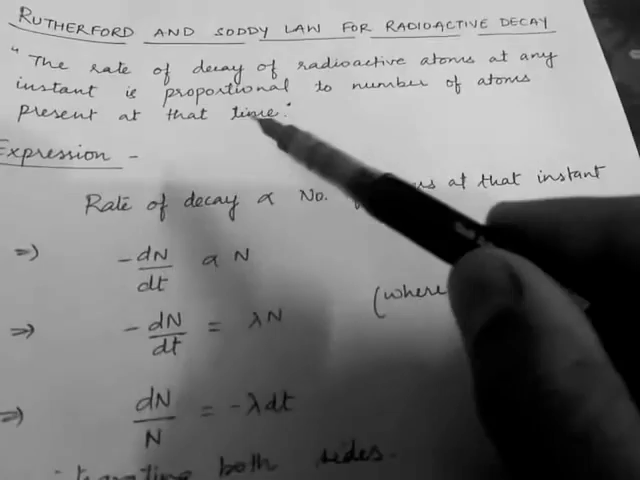 RUTHERFORD AND SODDY LAW FOR RADIOACTIVE DECAY
"The rate of decay of radioactive atoms at any
instant is proportional to number of atoms
present at that time."
Expression -
Rate of decay ∝ No. at that instant
⇒) -dN/dt ∝ N
⇒) -dN/dt = λN (where
⇒) dN/N = -λdt
both sides.